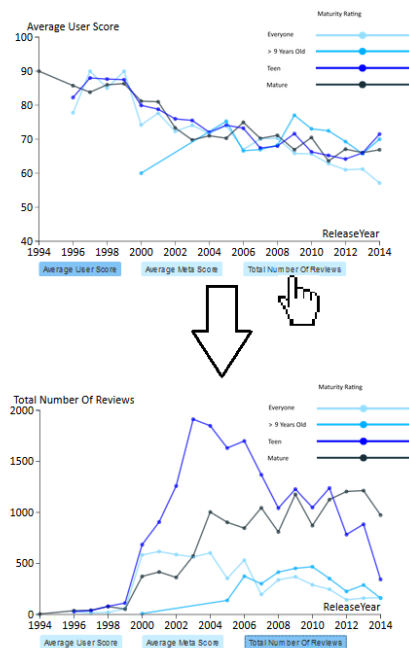 Maturity Rating
Average User Score
Everyone
> 9 Years Old
Teen
Mature
100
90
80
70
60
50
40
ReleaseYear
1994 1996 1998 2000 2002 2004 2006 2008 2010 2012 2014
Average User Score Average Meta Score Total Number Of Reviews
Maturity Rating
Total Number Of Reviews
Everyone
> 9 Years Old
Teen
Mature
2000
1500
1000
500
0
ReleaseYear
1994 1996 1998 2000 2002 2004 2006 2008 2010 2012 2014
Average User Score Average Meta Score Total Number Of Reviews